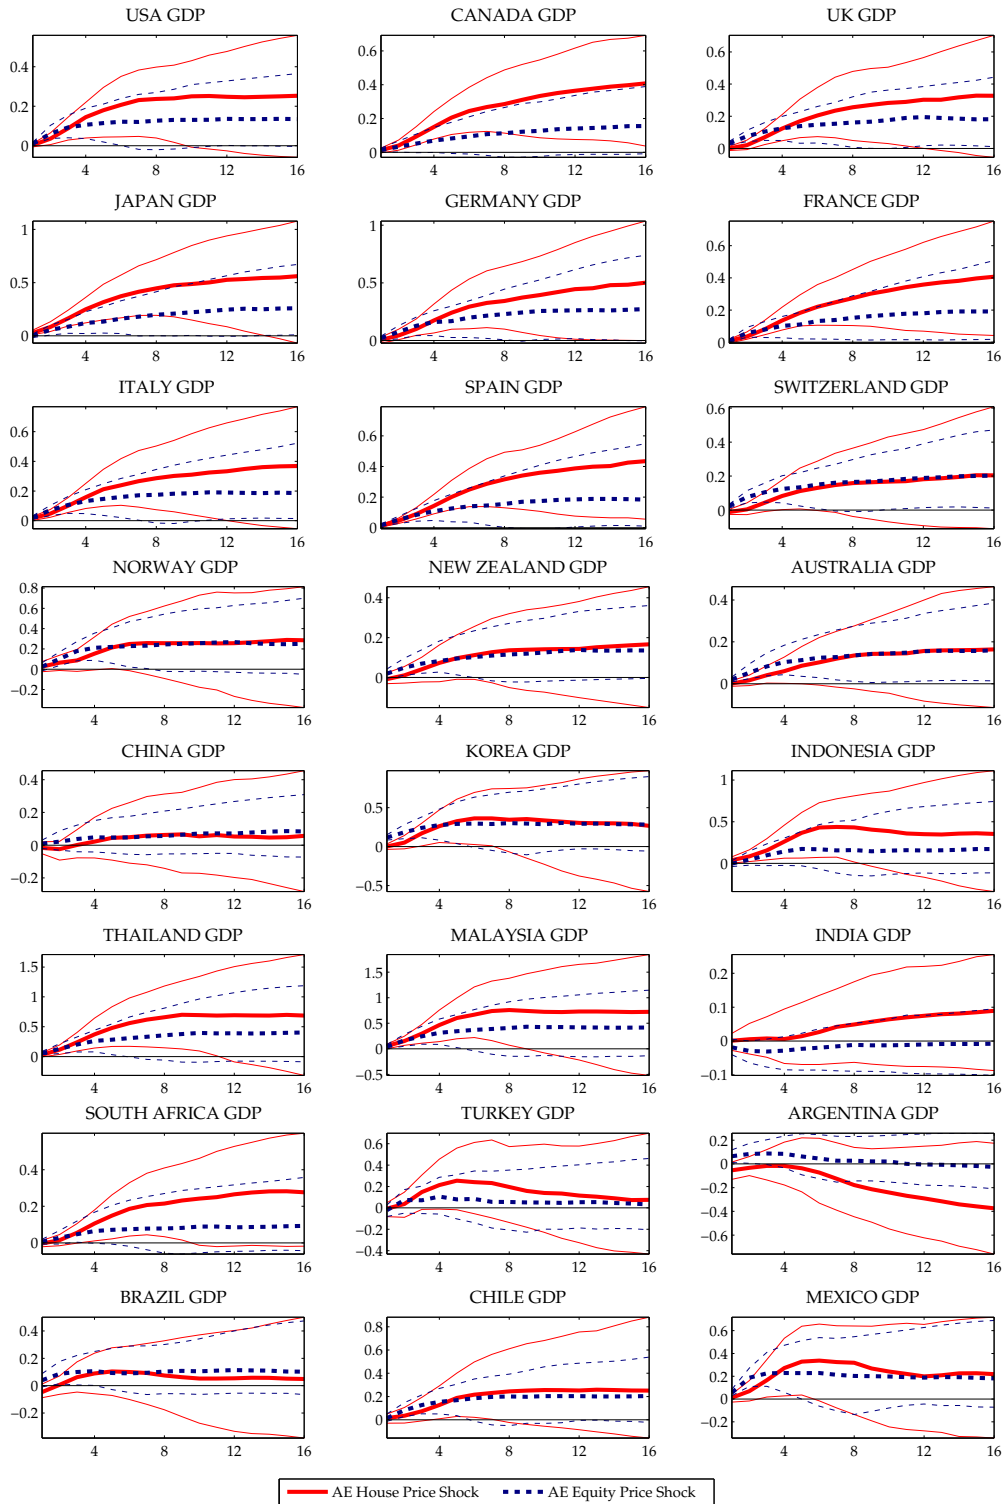 USA GDP CANADA GDP UK GDP
0.4 0.6 0.6
0.2 0.4 0.4
0 0.2 0.2
0 0
4 8 12 16 4 8 12 16 4 8 12 16
JAPAN GDP GERMANY GDP FRANCE GDP
1 1 0.6
0.5 0.5 0.4
0 0 0.2
0
4 8 12 16 4 8 12 16 4 8 12 16
ITALY GDP SPAIN GDP SWITZERLAND GDP
0.6 0.6 0.6
0.4 0.4 0.4
0.2 0.2 0.2
0 0 0
4 8 12 16 4 8 12 16 4 8 12 16
NORWAY GDP NEW ZEALAND GDP AUSTRALIA GDP
0.8 0.4 0.4
0.6 0.2 0.2
0.4 0 0
0.2
0
−0.2
4 8 12 16 4 8 12 16 4 8 12 16
CHINA GDP KOREA GDP INDONESIA GDP
0.4 0.5 1
0.2 0 0.5
0 −0.5 0
−0.2
4 8 12 16 4 8 12 16 4 8 12 16
THAILAND GDP MALAYSIA GDP INDIA GDP
1.5 1.5 0.2
1 1 0.1
0.5 0.5 0
0 0 −0.1
−0.5
4 8 12 16 4 8 12 16 4 8 12 16
SOUTH AFRICA GDP TURKEY GDP ARGENTINA GDP
0.4 0.6 0.2
0.2 0.4 0
0 0.2 −0.2
0 −0.4
−0.2 −0.6
−0.4
4 8 12 16 4 8 12 16 4 8 12 16
BRAZIL GDP CHILE GDP MEXICO GDP
0.4 0.8 0.6
0.2 0.6 0.4
0 0.4 0.2
−0.2 0.2 0
0 −0.2
4 8 12 16 4 8 12 16 4 8 12 16
AE House Price Shock AE Equity Price Shock